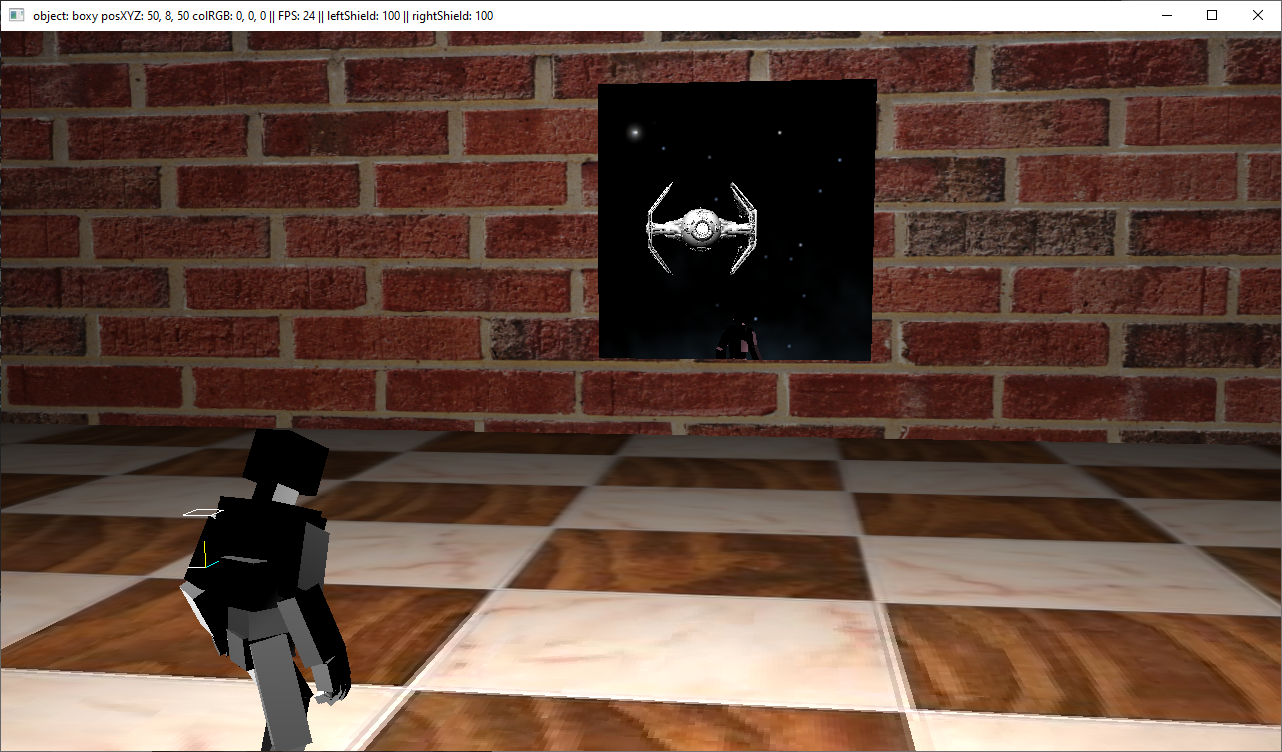 object: boxy posXYZ: 50, 8, 50 colRGB: 0, 0, 0 || FPS: 24 || leftShield: 100 || rightShield: 100